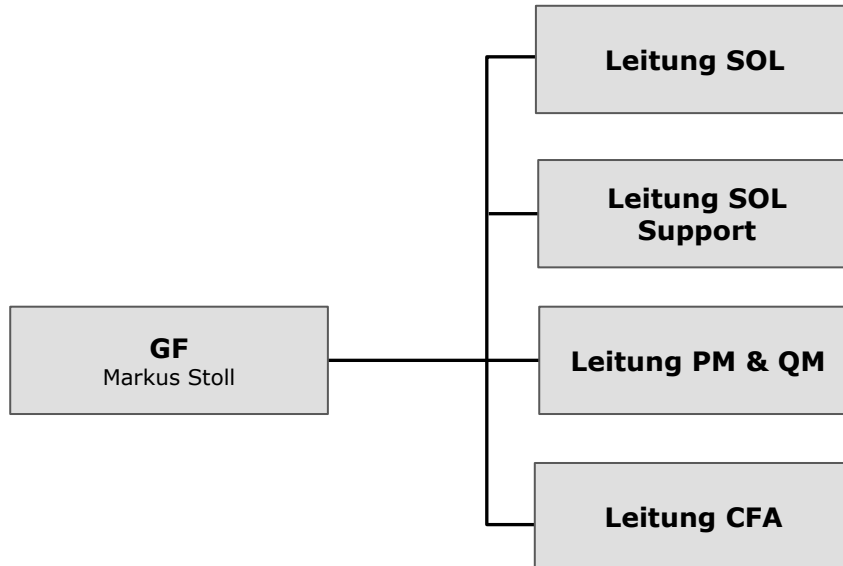 Leitung SOL
Leitung SOL
Support
GF
Markus Stoll
Leitung PM & QM
Leitung CFA